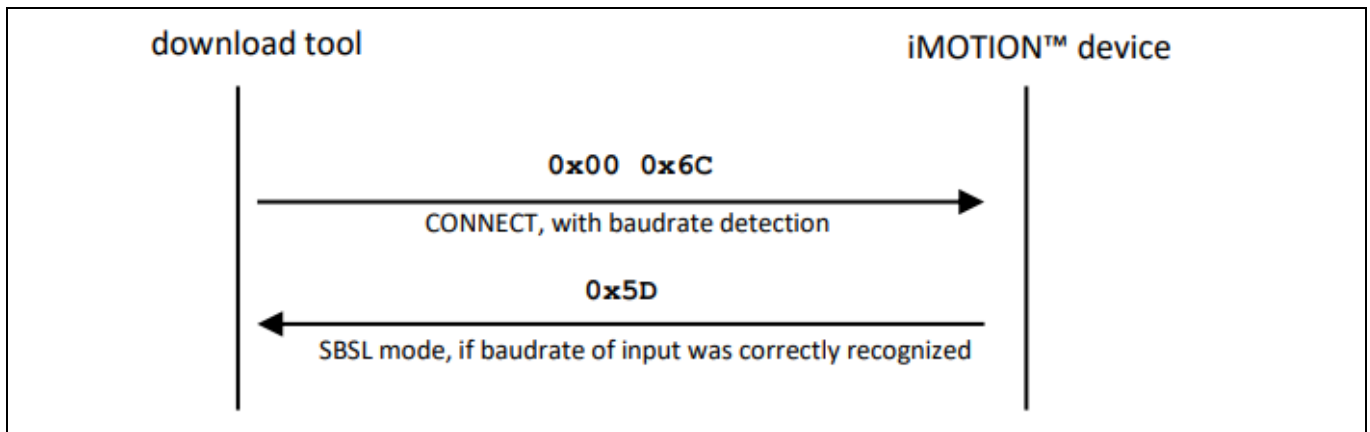 download tool
iMOTION™ device
0x00 0x6C
CONNECT, with baudrate detection
0x5D
SBSL mode, if baudrate of input was correctly recognized